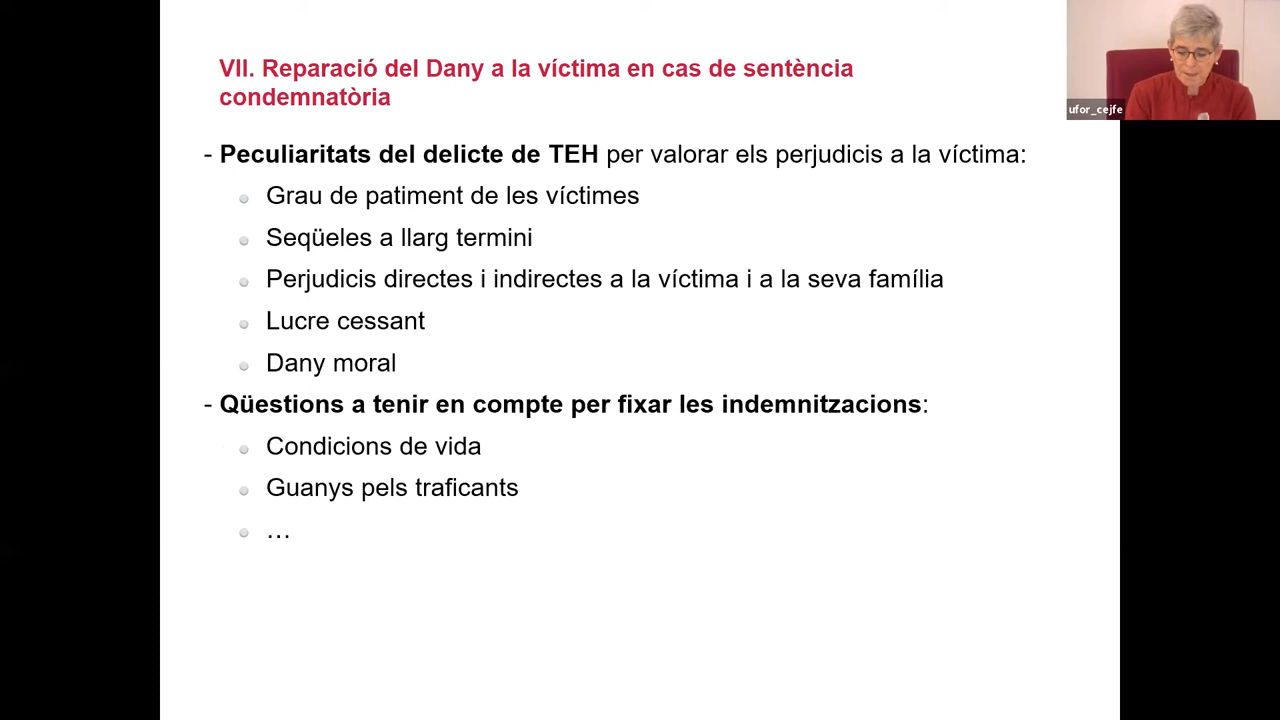 VII. Reparació del Dany a la víctima en cas de sentència
condemnatòria
- Peculiaritats del delicte de TEH per valorar els perjudicis a la víctima:
Grau de patiment de les víctimes
Seqüeles a llarg termini
Perjudicis directes i indirectes a la víctima i a la seva família
Lucre cessant
Dany moral
- Qüestions a tenir en compte per fixar les indemnitzacions:
Condicions de vida
Guanys pels traficants
…
ufor_cejfe